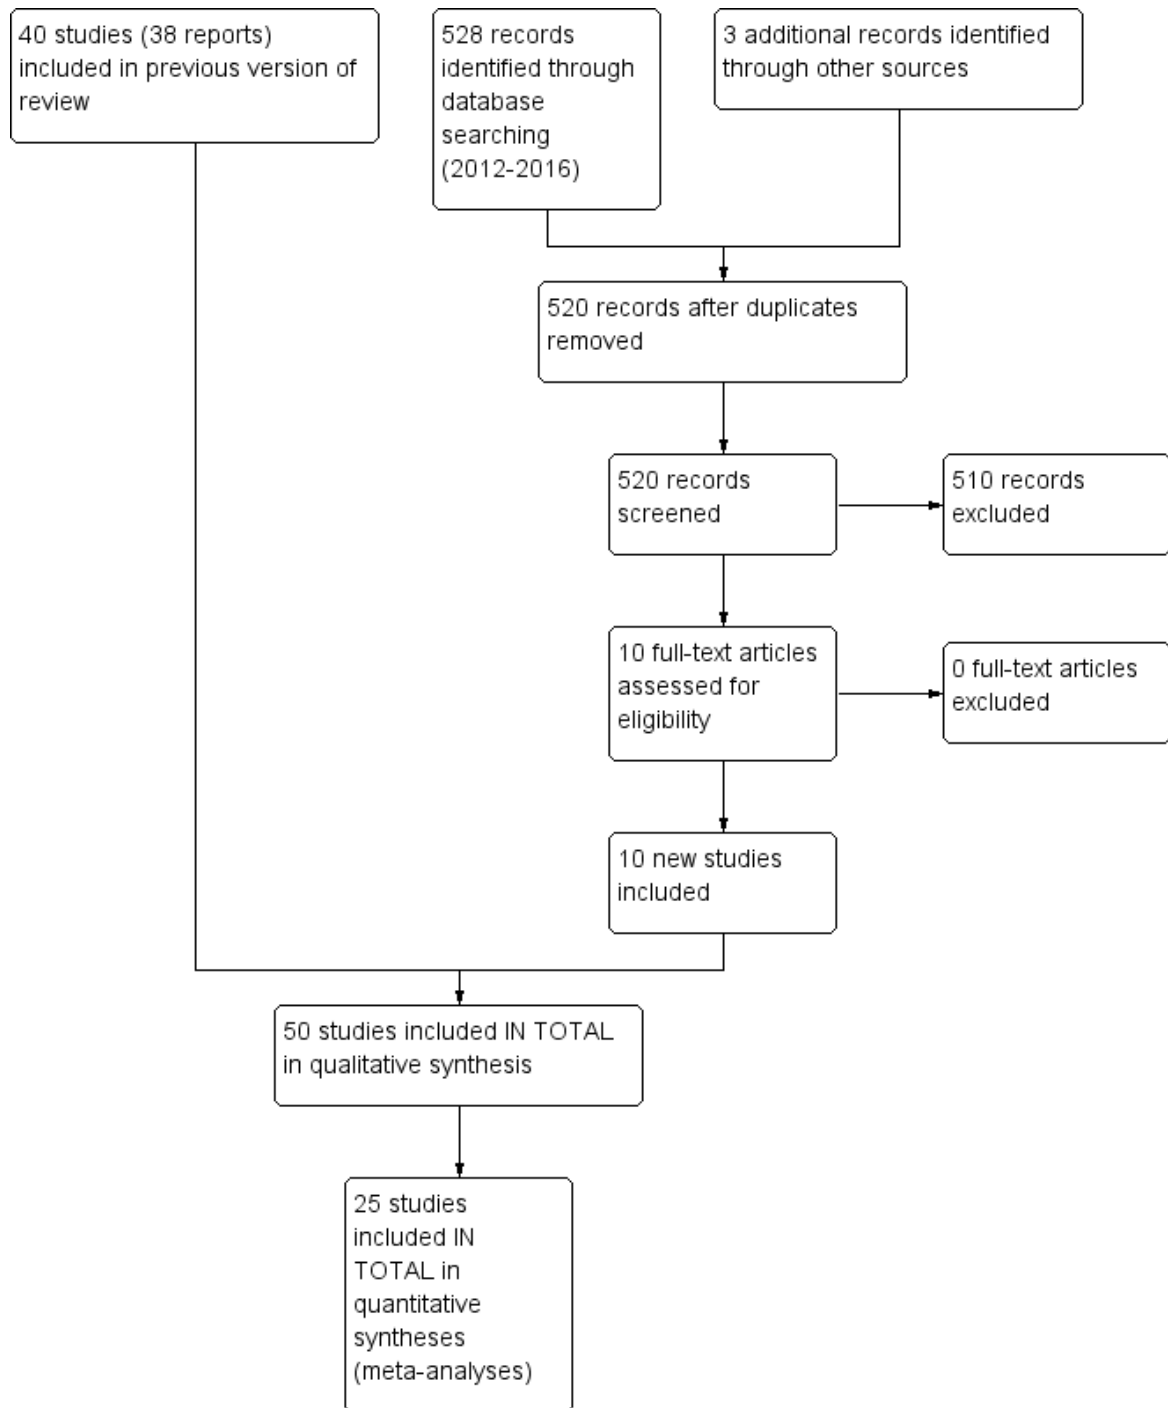 40 studies (38 reports)
included in previous version of
review
528 records
identified through
database
searching
(2012-2016)
3 additional records identified
through other sources
520 records after duplicates
removed
520 records
screened
510 records
excluded
10 full-text articles
assessed for
eligibility
0 full-text articles
excluded
10 new studies
included
50 studies included IN TOTAL
in qualitative synthesis
25 studies
included IN
TOTAL in
quantitative
syntheses
(meta-analyses)